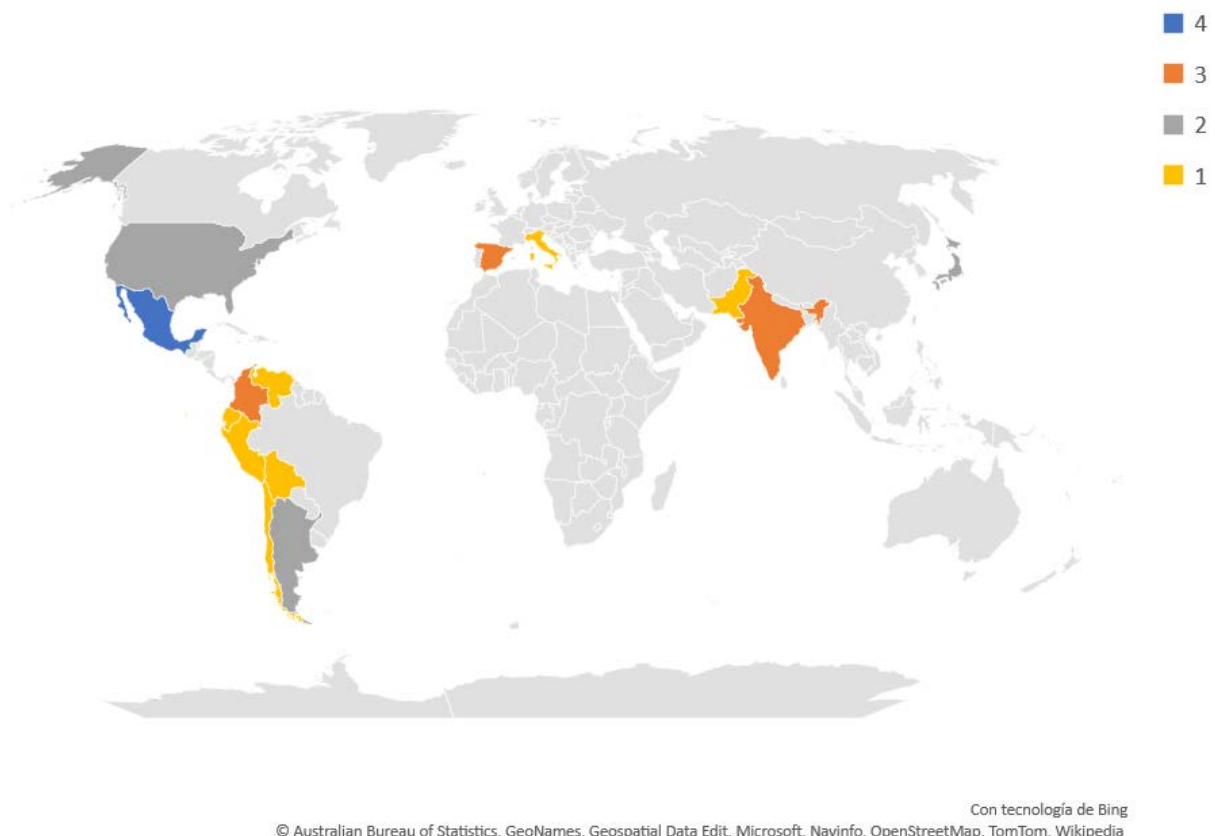 4
3
2
1
Con tecnología de Bing
© Australian Bureau of Statistics, GeoNames, Geospatial Data Edit, Microsoft, Navinfo, OpenStreetMap, TomTom, Wikipedia